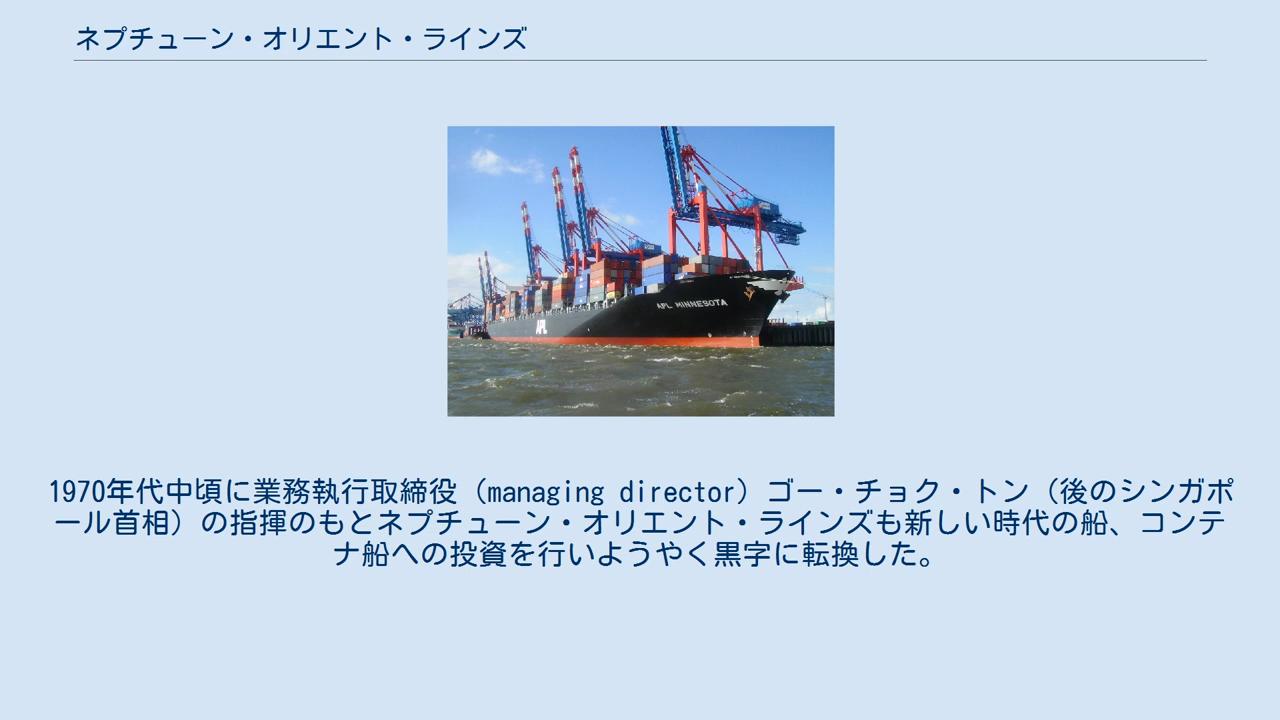 ネプチューン・オリエント・ラインズ
APL MINNESOTA
APL
1970年代中頃に業務執行取締役（managing director）ゴー・チョク・トン（後のシンガポ
ール首相）の指揮のもとネプチューン・オリエント・ラインズも新しい時代の船、コンテ
ナ船への投資を行いようやく黒字に転換した。